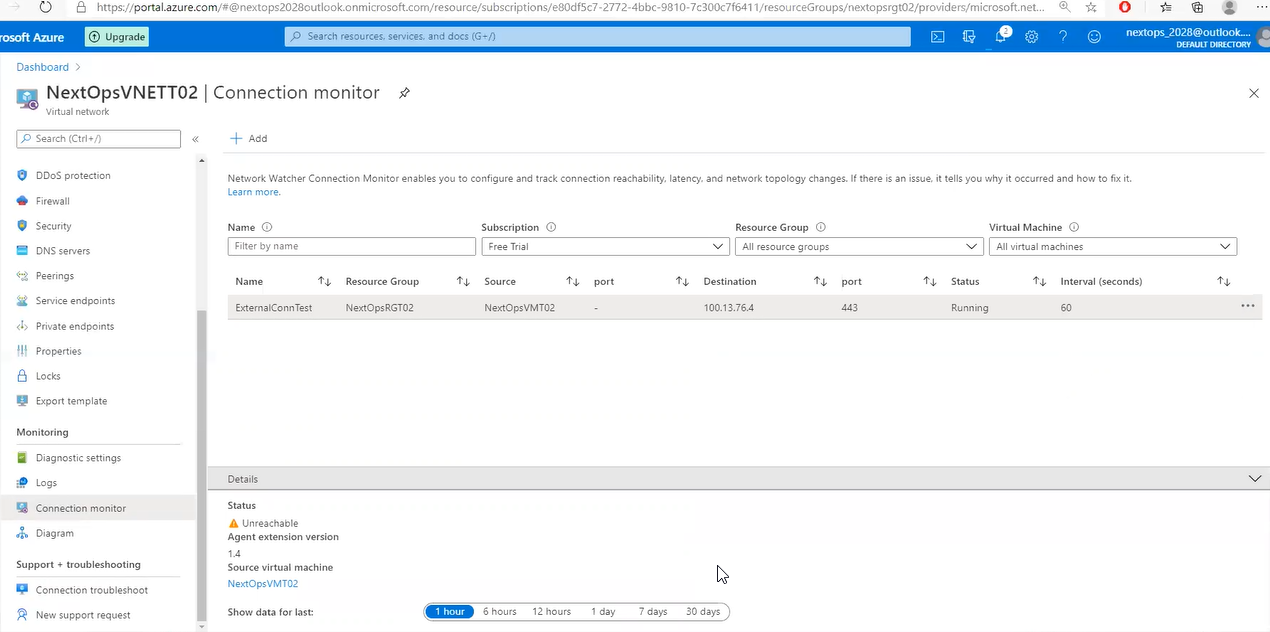 https://portal.azure.com/#@nextops2028outlook.onmicrosoft.com/resource/subscriptions/e80df5c7-2772-4bbc-9810-7c300c7f6411/resourceGroups/nextopsrgt02/providers/microsoft.net...
rosoft Azure
Upgrade
Search resources, services, and docs (G+/)
2
nextops_2028@outlook....
DEFAULT DIRECTORY
Dashboard >
NextOpsVNETT02 | Connection monitor
Virtual network
Search (Ctrl+/)
«
+ Add
DDoS protection
Firewall
Security
DNS servers
Peerings
Service endpoints
Private endpoints
Properties
Locks
Export template
Monitoring
Diagnostic settings
Logs
Connection monitor
Diagram
Support + troubleshooting
Connection troubleshoot
New support request
Network Watcher Connection Monitor enables you to configure and track connection reachability, latency, and network topology changes. If there is an issue, it tells you why it occurred and how to fix it.
Learn more.
Name Subscription Resource Group Virtual Machine
Filter by name Free Trial All resource groups All virtual machines
Name Resource Group Source port Destination port Status Interval (seconds)
ExternalConnTest NextOpsRGT02 NextOpsVMT02 - 100.13.76.4 443 Running 60 ...
Details
Status
Unreachable
Agent extension version
1.4
Source virtual machine
NextOpsVMT02
Show data for last: 1 hour 6 hours 12 hours 1 day 7 days 30 days